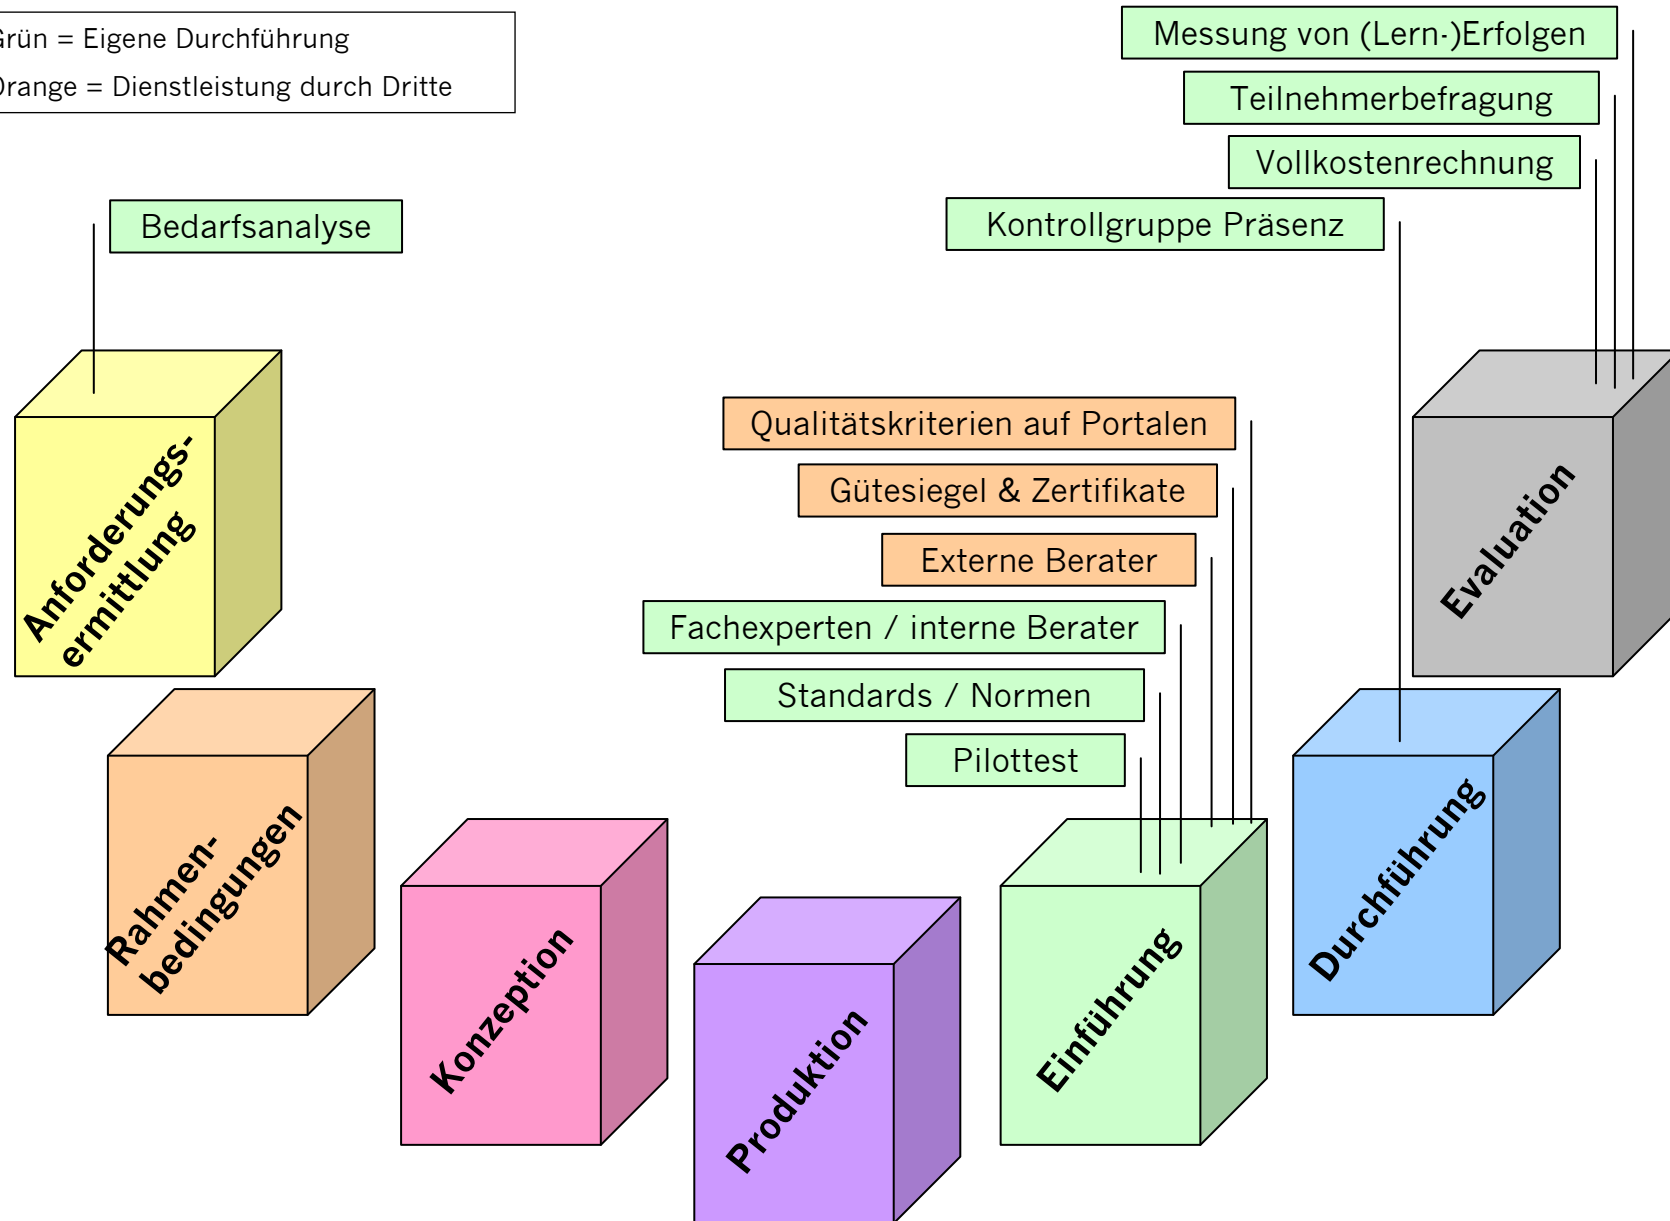 Grün = Eigene Durchführung
Orange = Dienstleistung durch Dritte
Messung von (Lern-)Erfolgen
Teilnehmerbefragung
Vollkostenrechnung
Kontrollgruppe Präsenz
Bedarfsanalyse
Qualitätskriterien auf Portalen
Gütesiegel & Zertifikate
Externe Berater
Fachexperten / interne Berater
Standards / Normen
Pilottest
Anforderungs-
ermittlung
Rahmen-
bedingungen
Konzeption
Produktion
Einführung
Durchführung
Evaluation